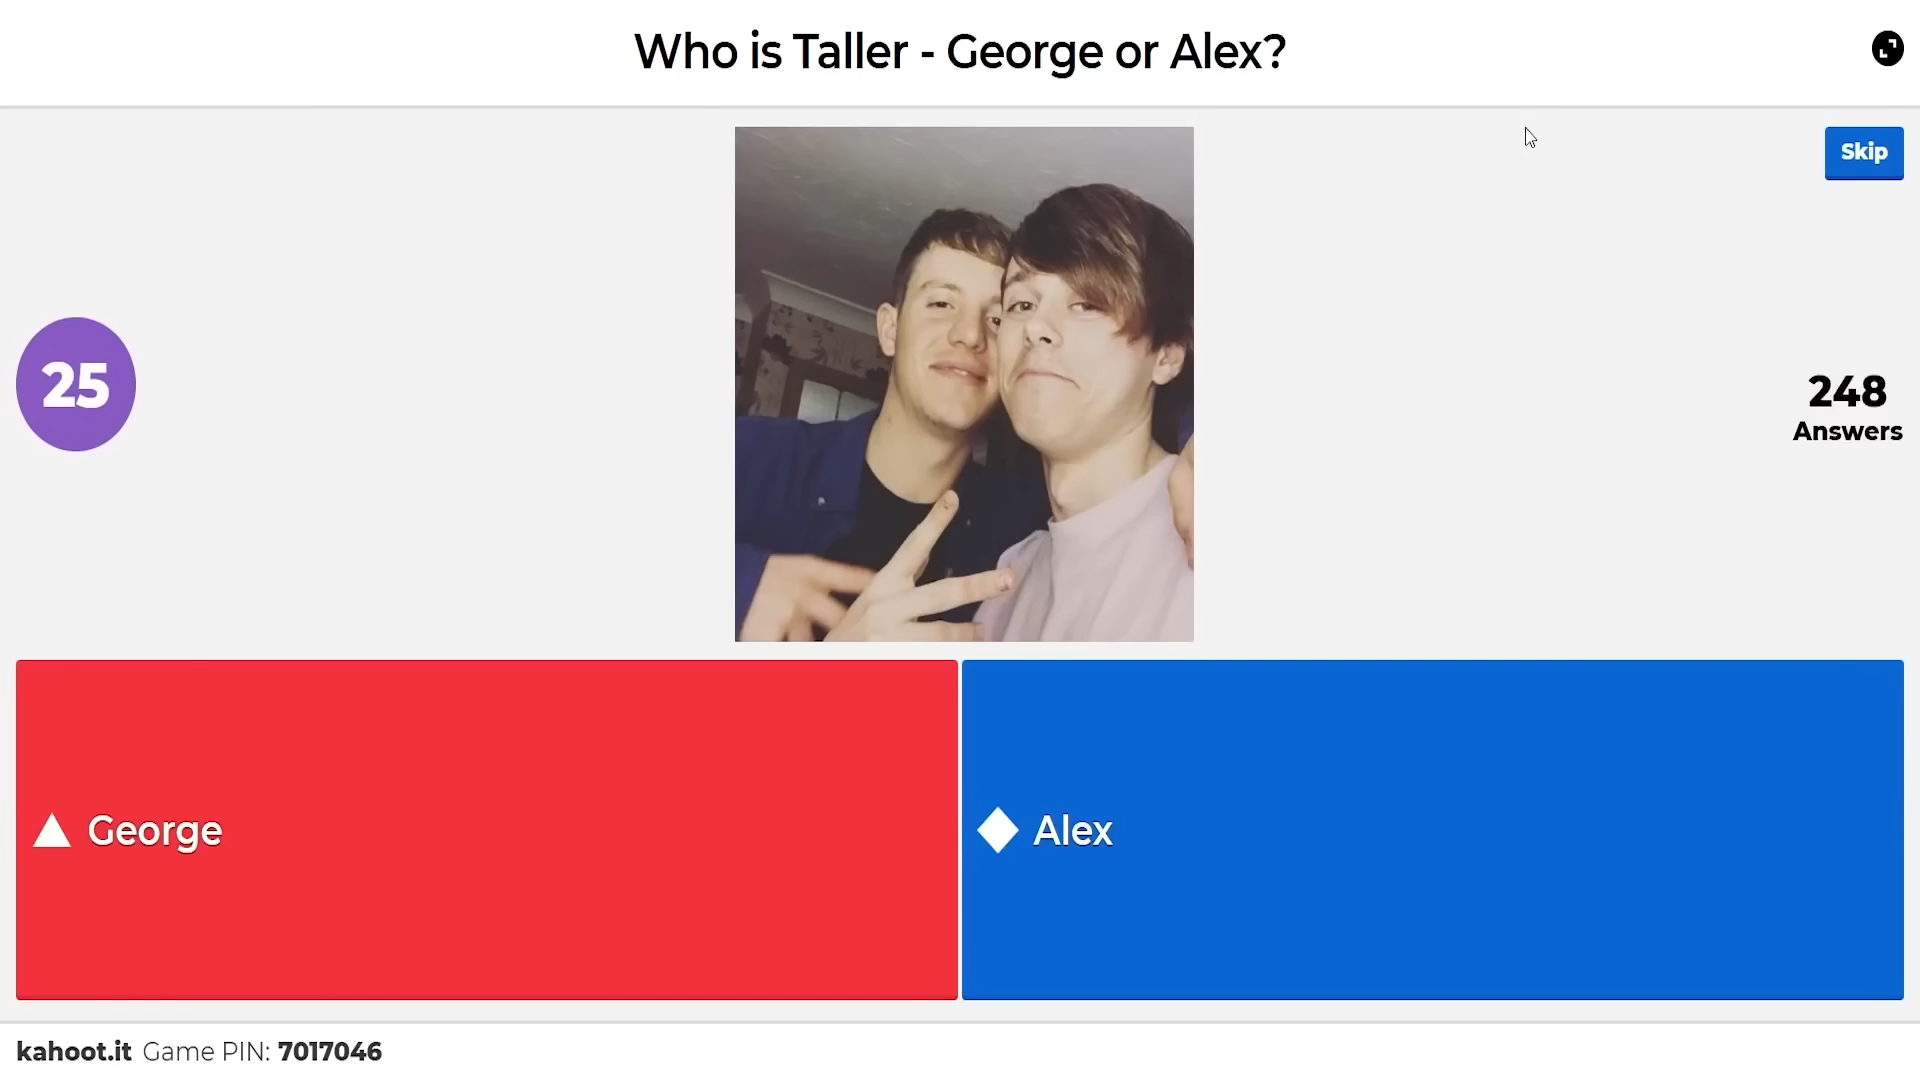 Who is Taller - George or Alex?
Skip
25
248
Answers
George
Alex
kahoot.it Game PIN: 7017046